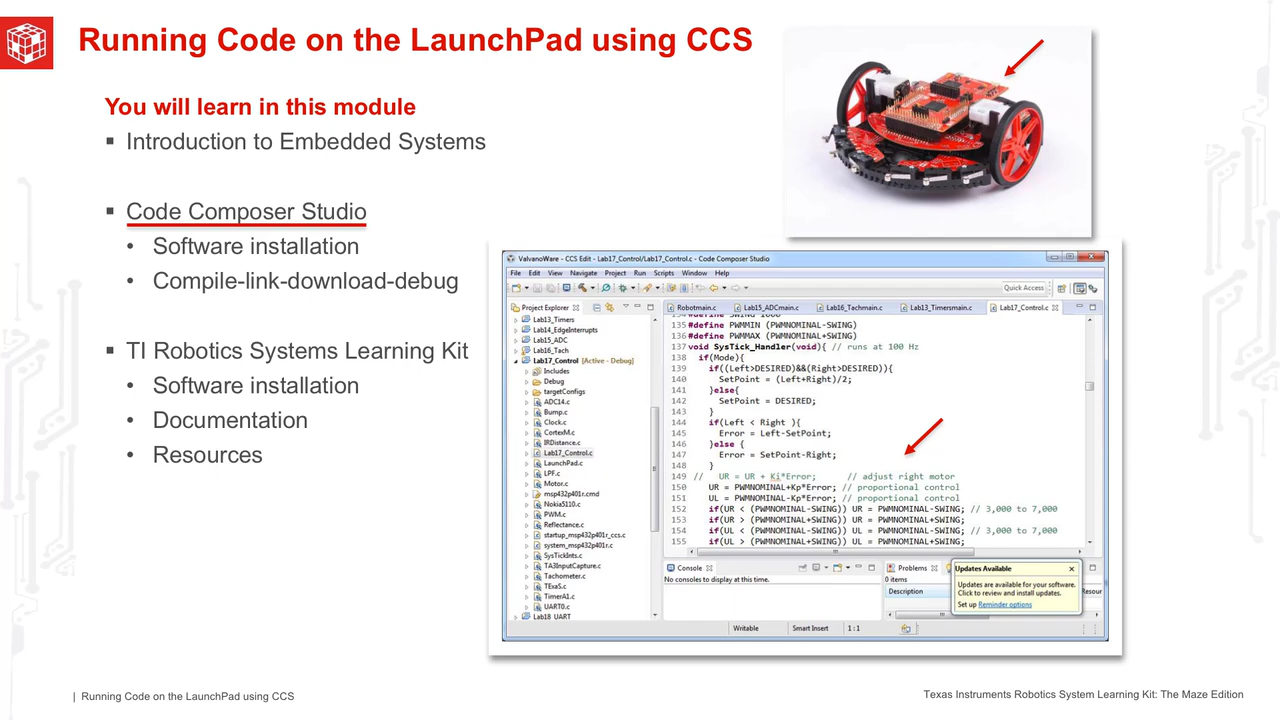 Running Code on the LaunchPad using CCS
You will learn in this module
▪ Introduction to Embedded Systems
▪ Code Composer Studio
• Software installation
• Compile-link-download-debug
▪ TI Robotics Systems Learning Kit
• Software installation
• Documentation
• Resources
ValvanoWare - CCS Edit - Lab17_Control/Lab17_Control.c - Code Composer Studio
File Edit View Navigate Project Run Scripts Window Help
Quick Access
Project Explorer
Lab13_Timers
Lab14_EdgeInterrupts
Lab15_ADC
Lab16_Tach
Lab17_Control [Active - Debug]
Includes
Debug
targetConfigs
ADC14.c
Bump.c
Clock.c
CortexM.c
IRDistance.c
Lab17_Control.c
LaunchPad.c
LPF.c
Motor.c
msp432p401r.cmd
Nokia5110.c
PWM.c
Reflectance.c
startup_msp432p401r_ccs.c
system_msp432p401r.c
SysTickInts.c
TA3InputCapture.c
Tachometer.c
TExaS.c
TimerA1.c
UART0.c
Lab18_UART
Robotmain.c Lab15_ADCmain.c Lab16_Tachmain.c Lab13_Timersmain.c Lab17_Control.c
134 #define SWING 1000
135 #define PWMMIN (PWMNOMINAL-SWING)
136 #define PWMMAX (PWMNOMINAL+SWING)
137 void SysTick_Handler(void){ // runs at 100 Hz
138 if(Mode){
139 if((Left>DESIRED)&&(Right>DESIRED)){
140 SetPoint = (Left+Right)/2;
141 }else{
142 SetPoint = DESIRED;
143 }
144 if(Left < Right ){
145 Error = Left-SetPoint;
146 }else {
147 Error = SetPoint-Right;
148 }
149 // UR = UR + Ki*Error; // adjust right motor
150 UR = PWMNOMINAL+Kp*Error; // proportional control
151 UL = PWMNOMINAL-Kp*Error; // proportional control
152 if(UR < (PWMNOMINAL-SWING)) UR = PWMNOMINAL-SWING; // 3,000 to 7,000
153 if(UR > (PWMNOMINAL+SWING)) UR = PWMNOMINAL+SWING;
154 if(UL < (PWMNOMINAL-SWING)) UL = PWMNOMINAL-SWING; // 3,000 to 7,000
155 if(UL > (PWMNOMINAL+SWING)) UL = PWMNOMINAL+SWING;
Console
No consoles to display at this time.
Problems
0 items
Description
Resour
Updates Available
Updates are available for your software.
Click to review and install updates.
Set up Reminder options
Writable Smart Insert 1:1
| Running Code on the LaunchPad using CCS
Texas Instruments Robotics System Learning Kit: The Maze Edition